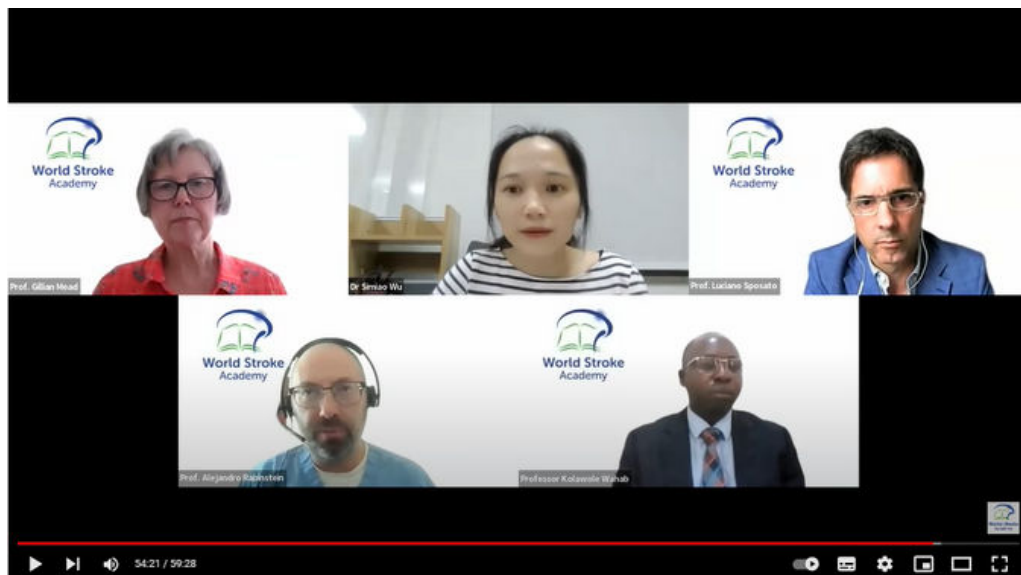 World Stroke
Academy
Prof. Gillian Mead
Dr Simiao Wu
World Stroke
Academy
Prof. Luciano Sposato
World Stroke
Academy
Prof. Alejandro Rabinstein
World Stroke
Academy
Professor Kolawole Wahab
54:21 / 59:28